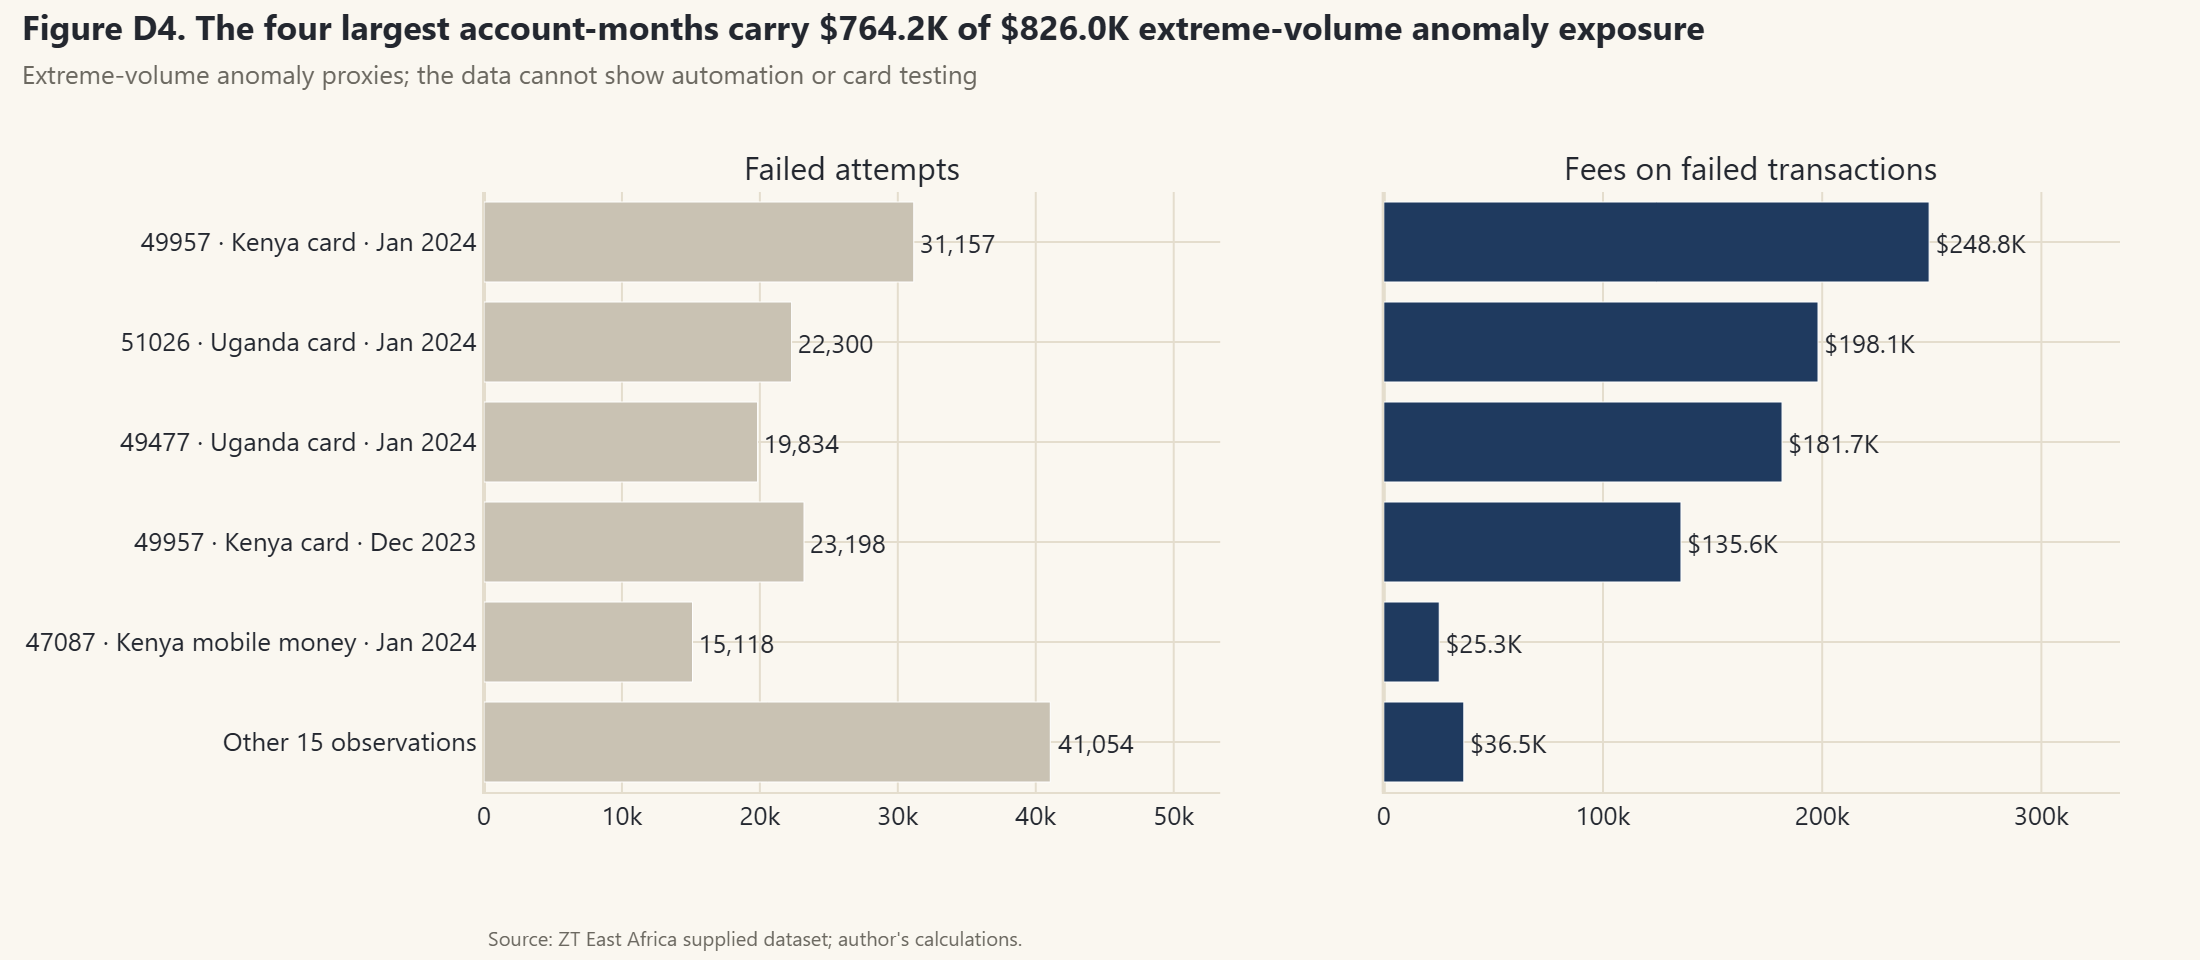 Figure D4. The four largest account-months carry $764.2K of $826.0K extreme-volume anomaly exposure
Extreme-volume anomaly proxies; the data cannot show automation or card testing
Failed attempts
Fees on failed transactions
49957 · Kenya card · Jan 2024
31,157
$248.8K
51026 · Uganda card · Jan 2024
22,300
$198.1K
49477 · Uganda card · Jan 2024
19,834
$181.7K
49957 · Kenya card · Dec 2023
23,198
$135.6K
47087 · Kenya mobile money · Jan 2024
15,118
$25.3K
Other 15 observations
41,054
$36.5K
0 10k 20k 30k 40k 50k
0 100k 200k 300k
Source: ZT East Africa supplied dataset; author's calculations.